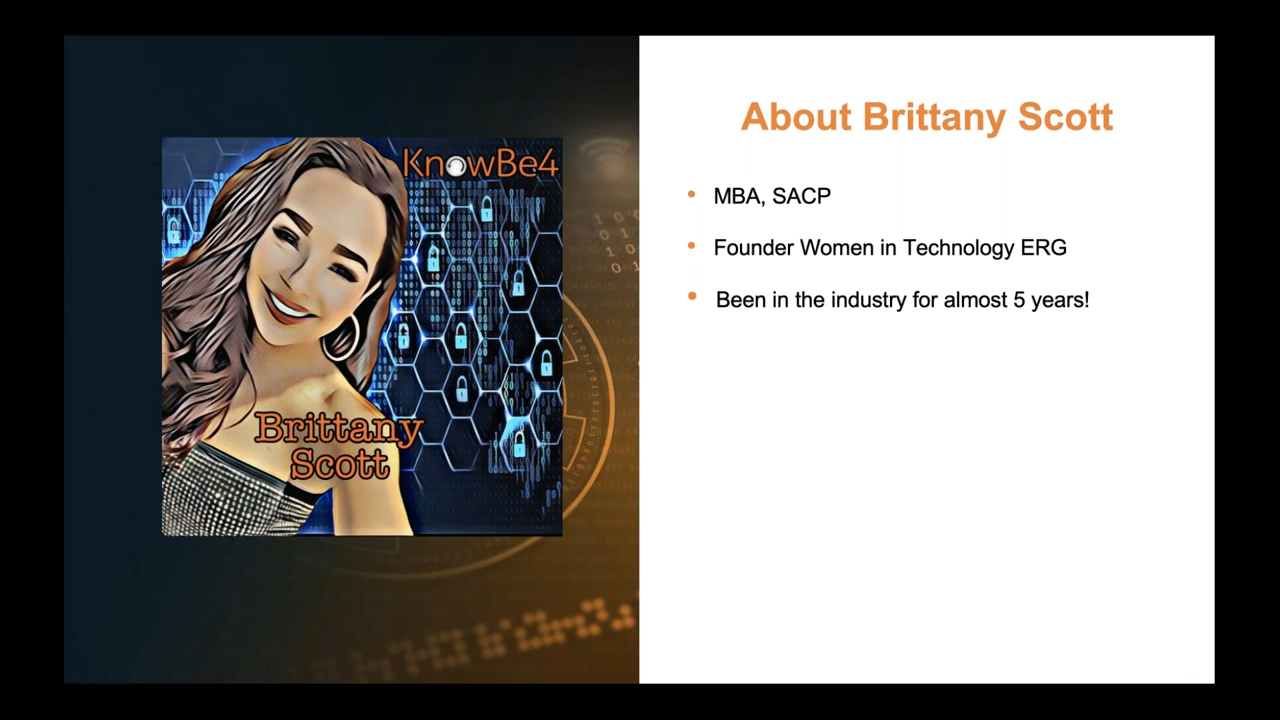 KnowBe4
Brittany
Scott
About Brittany Scott
• MBA, SACP
• Founder Women in Technology ERG
• Been in the industry for almost 5 years!